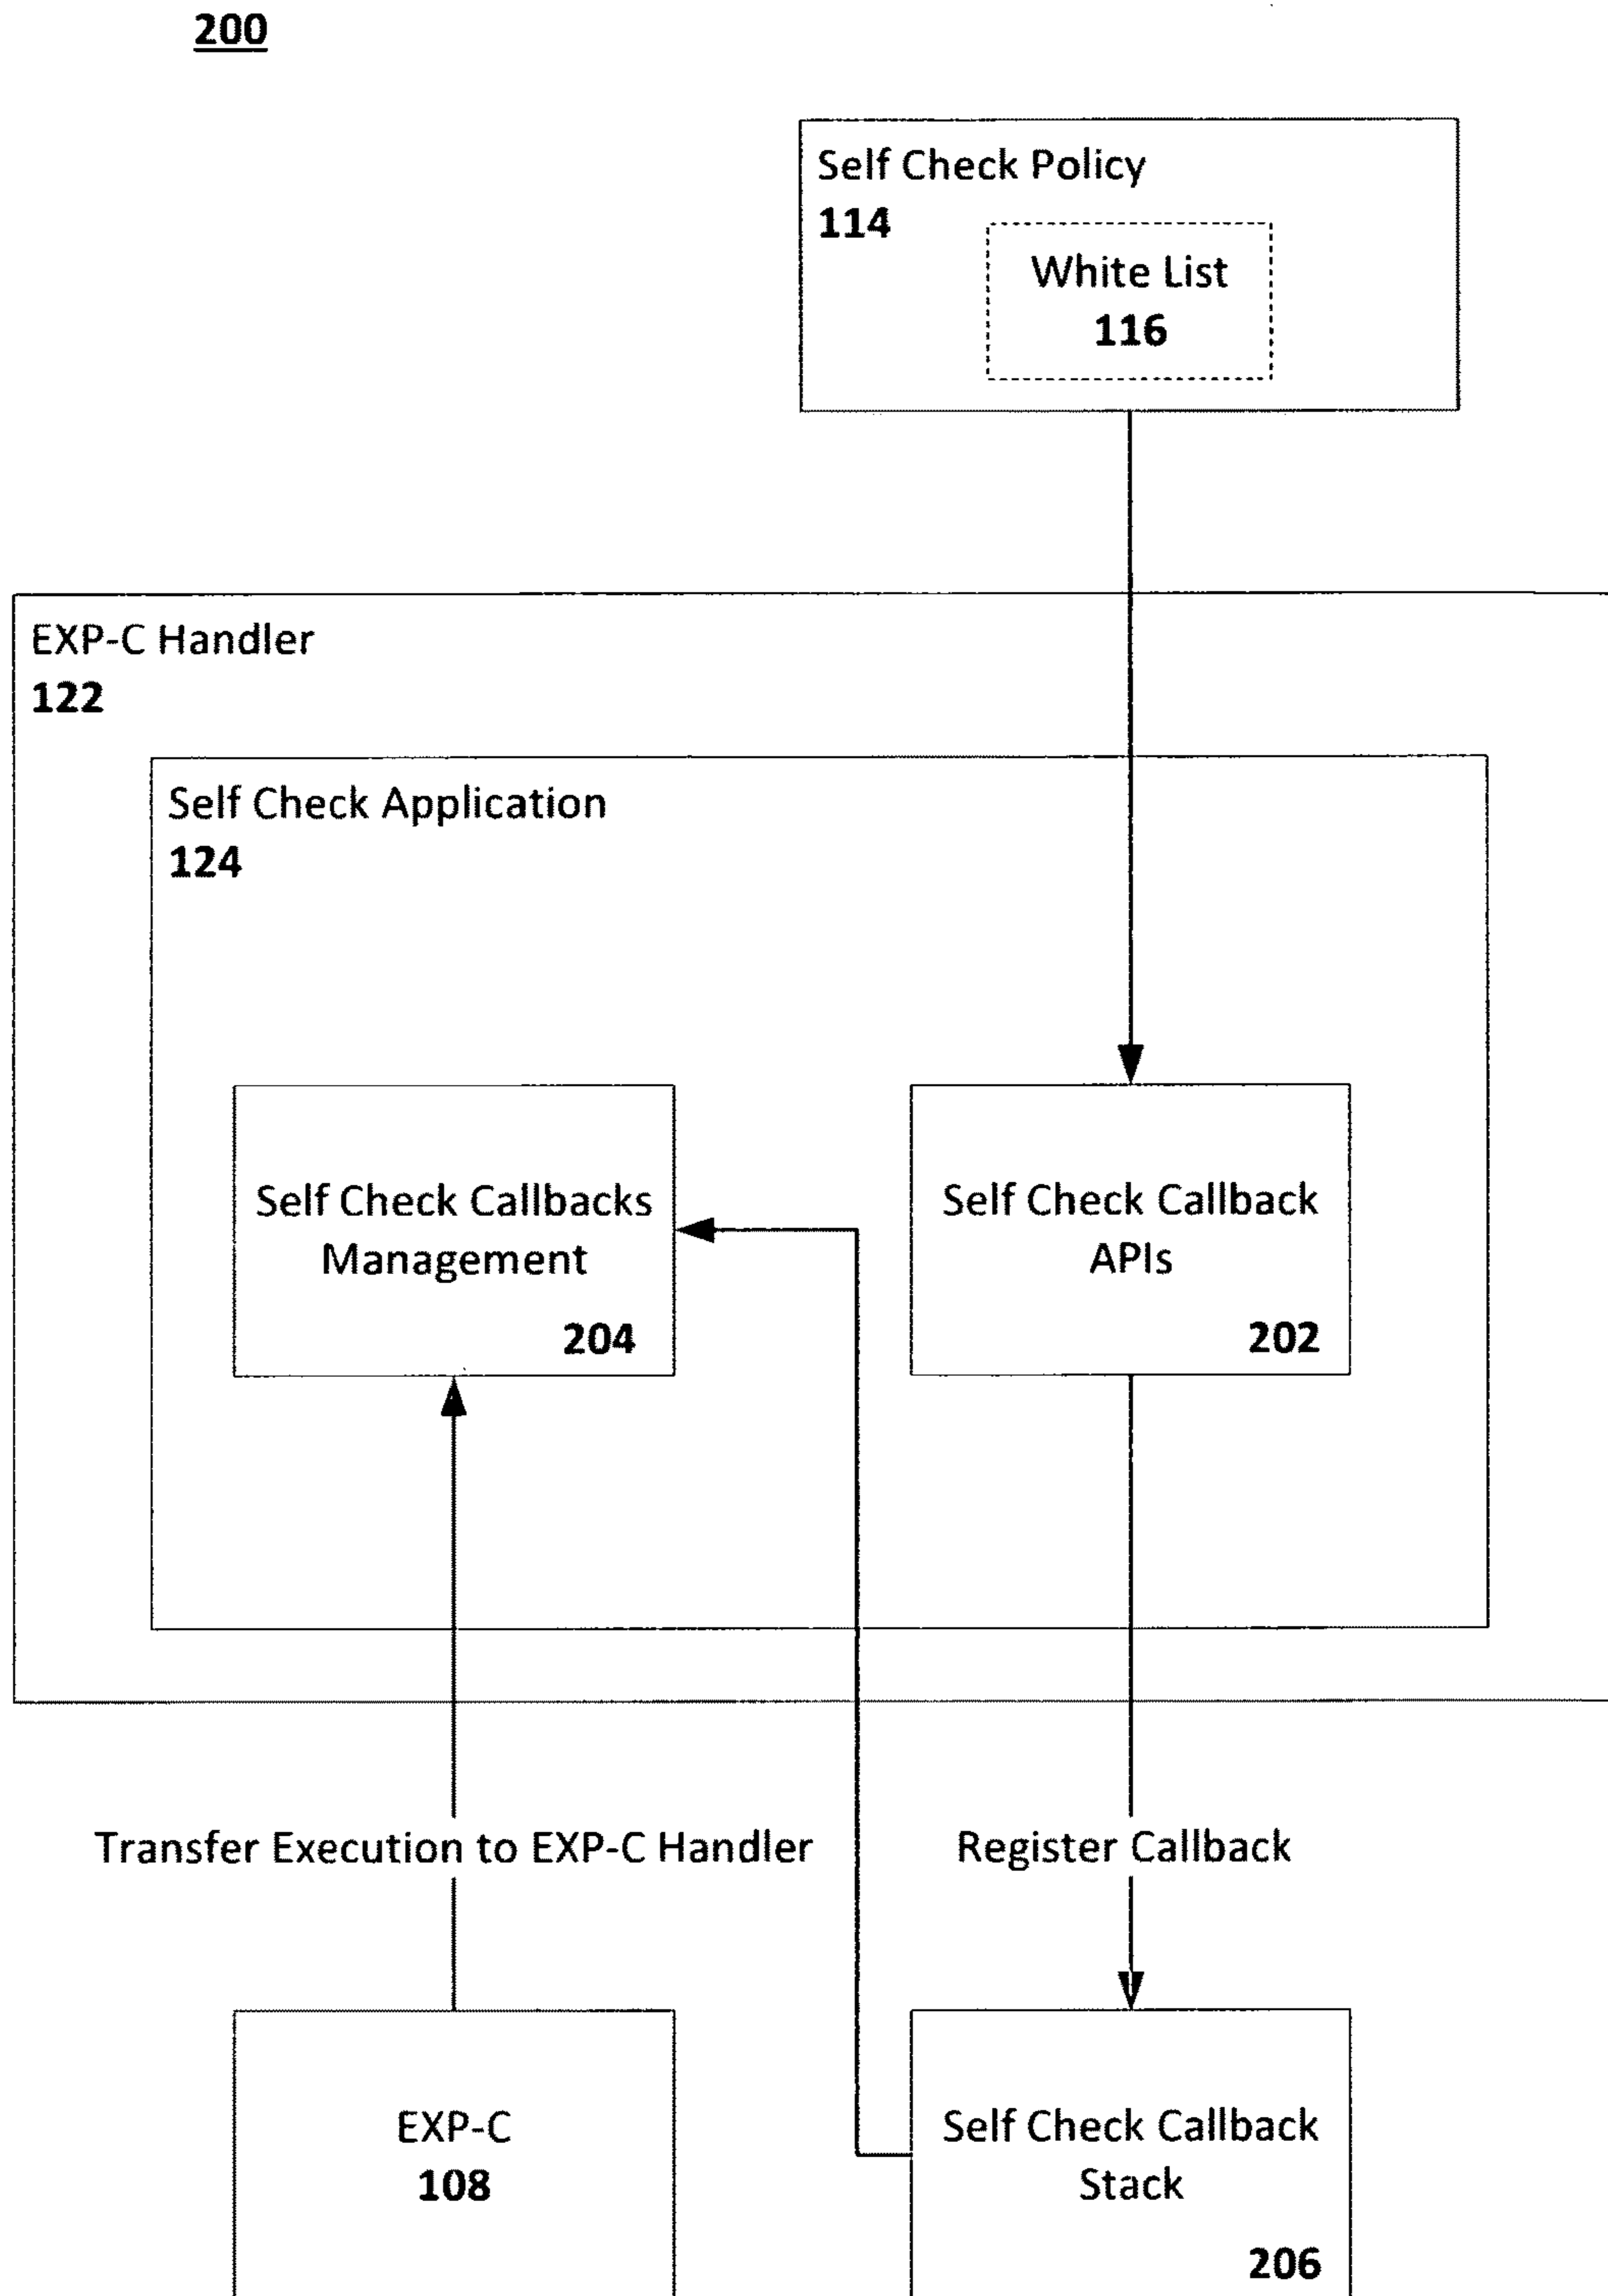 200
Self Check Policy
114
White List
116
EXP-C Handler
122
Self Check Application
124
Self Check Callbacks
Management
204
Self Check Callback
APIs
202
Transfer Execution to EXP-C Handler
Register Callback
EXP-C
108
Self Check Callback
Stack
206